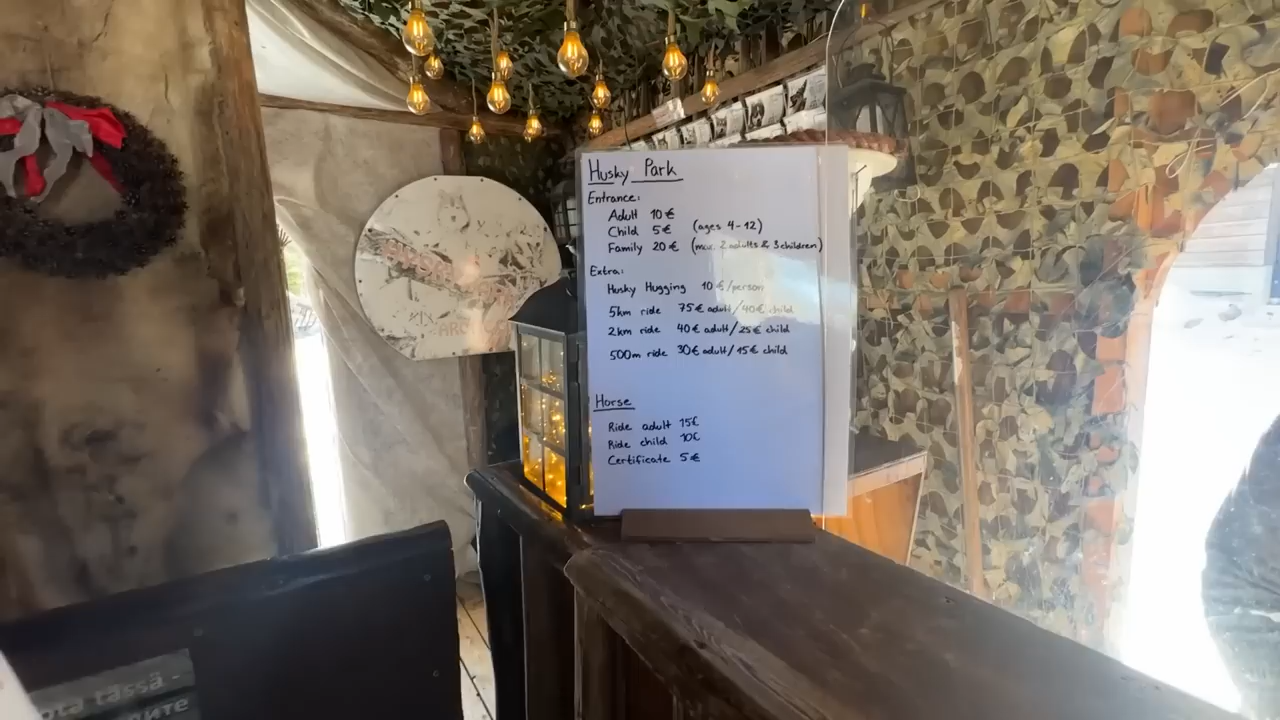 Husky Park
Entrance:
Adult 10€
Child 5€ (ages 4-12)
Family 20€ (max. 2 adults & 3 children)
Extra:
Husky Hugging 10€/person
5km ride 75€ adult/40€ child
2km ride 40€ adult/25€ child
500m ride 30€ adult/15€ child
Horse
Ride adult 15€
Ride child 10€
Certificate 5€
tässä -